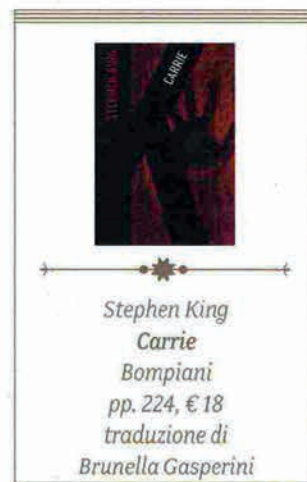 STEPHEN KING
CARRIE
Stephen King
Carrie
Bompiani
pp. 224, € 18
traduzione di
Brunella Gasperini